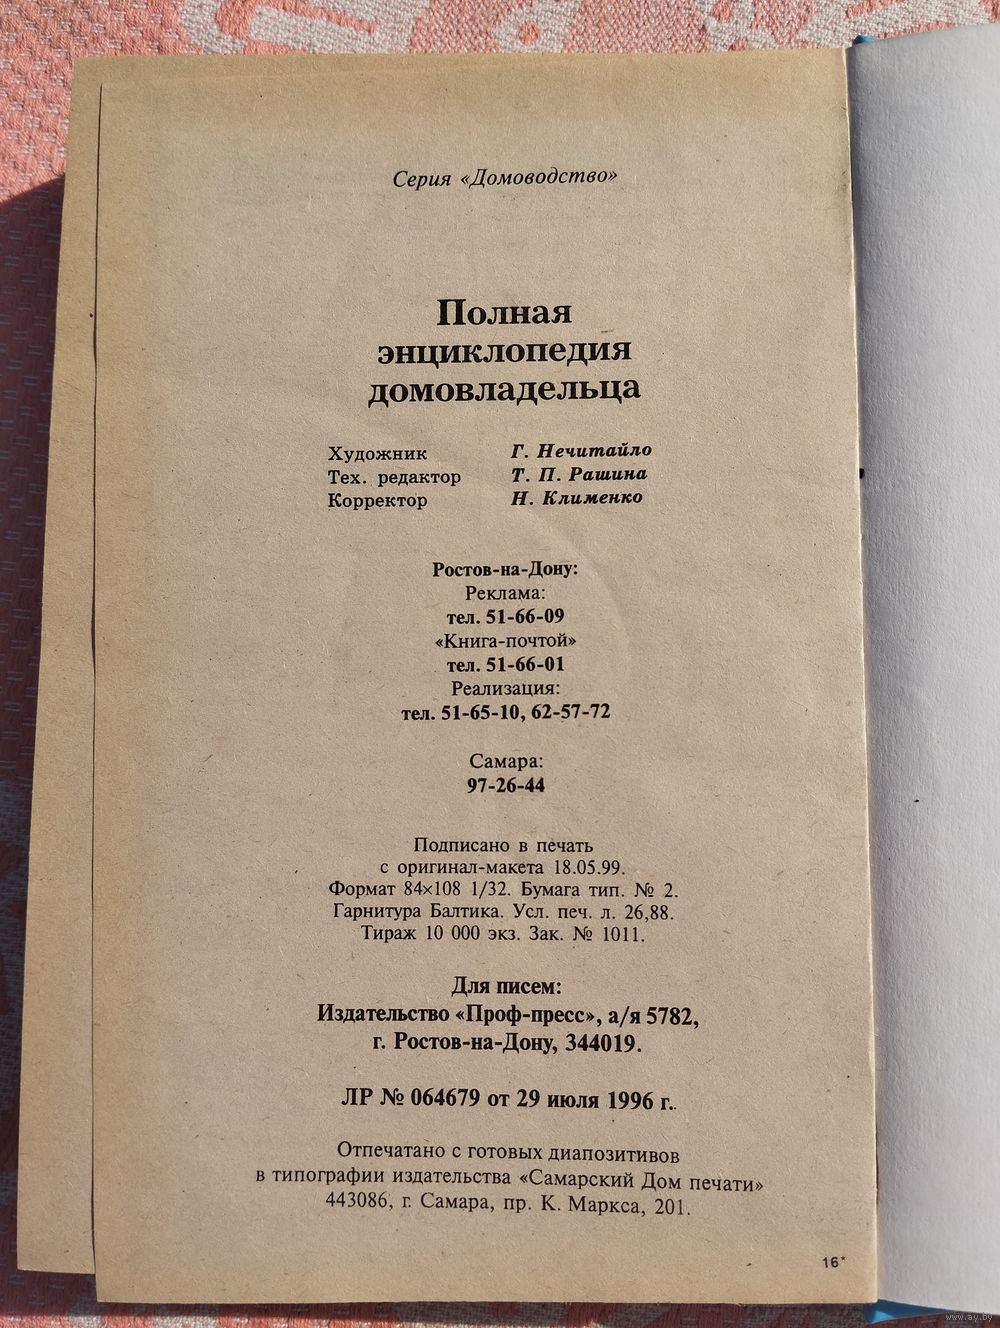 Серия «Домоводство»
Полная
энциклопедия
домовладельца
Художник Г. Нечитайло
Тех. редактор Т. П. Рашина
Корректор Н. Клименко
Ростов-на-Дону:
Реклама:
тел. 51-66-09
«Книга-почтой»
тел. 51-66-01
Реализация:
тел. 51-65-10, 62-57-72
Самара:
97-26-44
Подписано в печать
с оригинал-макета 18.05.99.
Формат 84×108 1/32. Бумага тип. № 2.
Гарнитура Балтика. Усл. печ. л. 26,88.
Тираж 10 000 экз. Зак. № 1011.
Для писем:
Издательство «Проф-пресс», а/я 5782,
г. Ростов-на-Дону, 344019.
ЛР № 064679 от 29 июля 1996 г.
Отпечатано с готовых диапозитивов
в типографии издательства «Самарский Дом печати»
443086, г. Самара, пр. К. Маркса, 201.
16*
www.ay.by